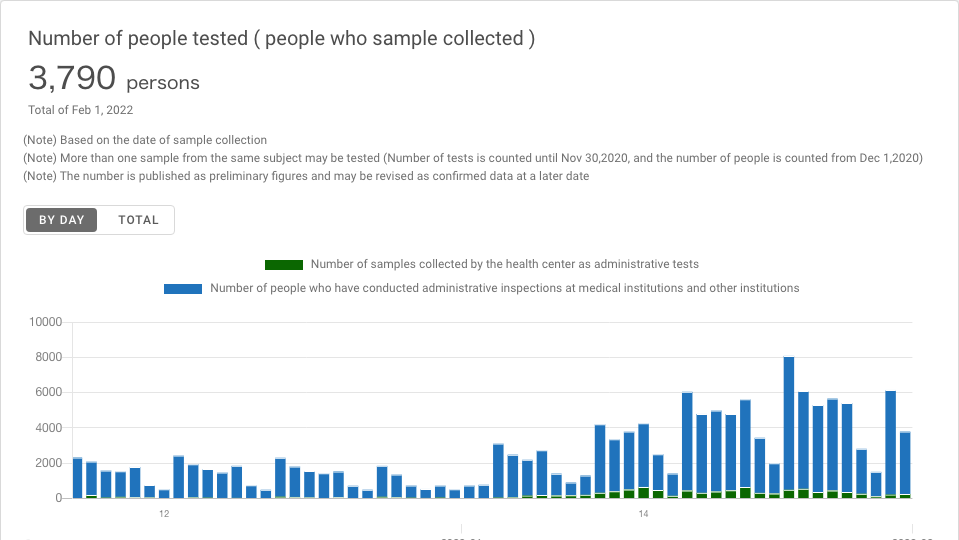 Number of people tested ( people who sample collected )
3,790 persons
Total of Feb 1, 2022
(Note) Based on the date of sample collection
(Note) More than one sample from the same subject may be tested (Number of tests is counted until Nov 30,2020, and the number of people is counted from Dec 1,2020)
(Note) The number is published as preliminary figures and may be revised as confirmed data at a later date
BY DAY TOTAL
Number of samples collected by the health center as administrative tests
Number of people who have conducted administrative inspections at medical institutions and other institutions
10000
8000
6000
4000
2000
0
12 14